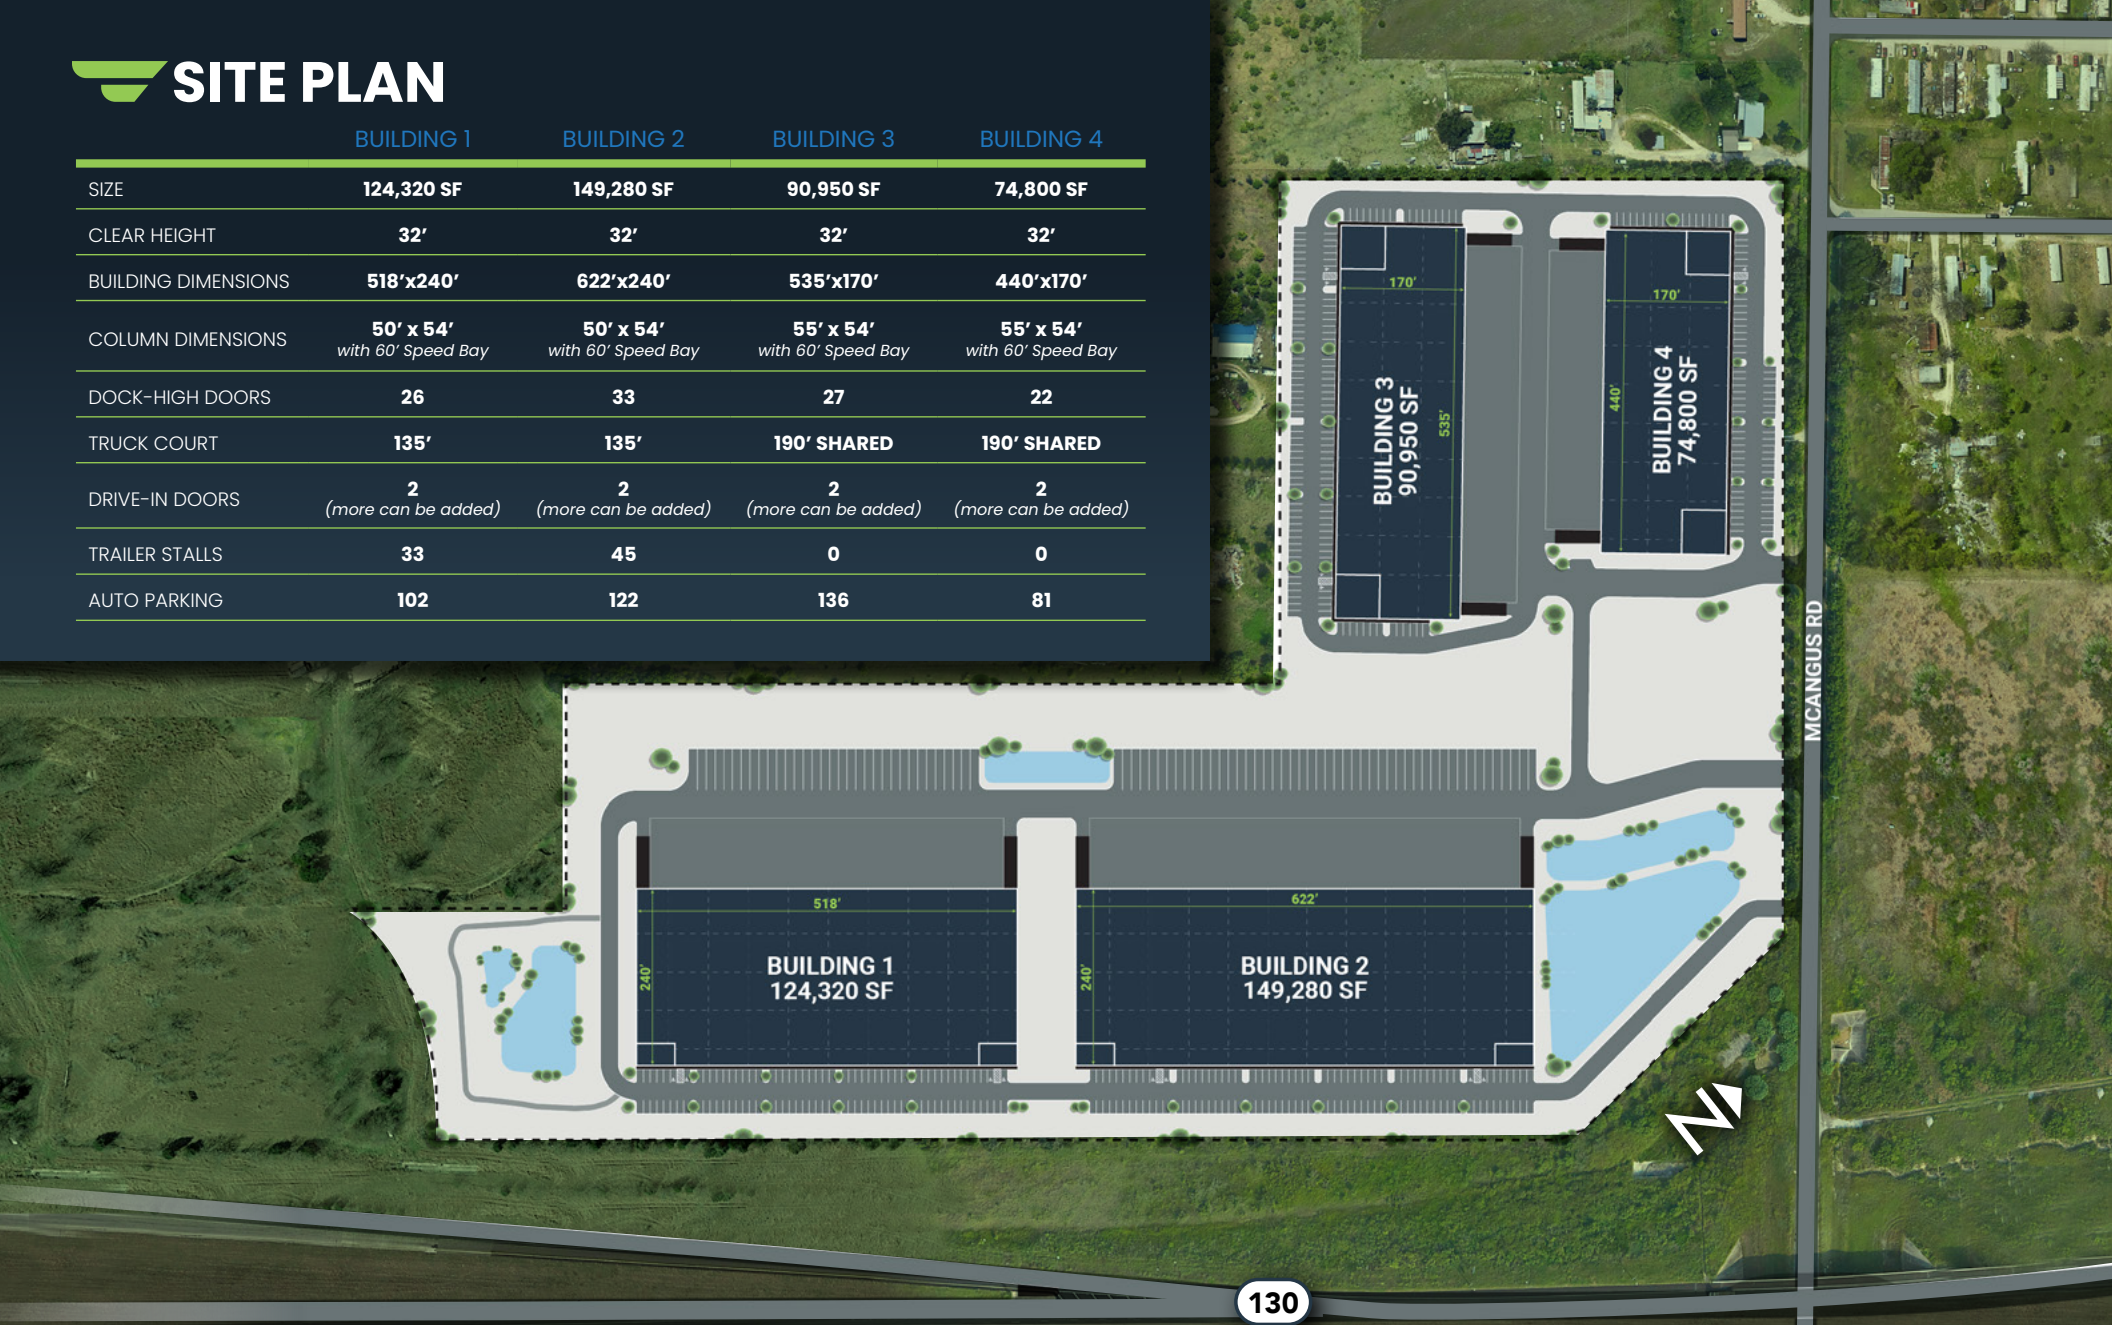 SITE PLAN
BUILDING 1 BUILDING 2 BUILDING 3 BUILDING 4
SIZE 124,320 SF 149,280 SF 90,950 SF 74,800 SF
CLEAR HEIGHT 32’ 32’ 32’ 32’
BUILDING DIMENSIONS 518’x240’ 622’x240’ 535’x170’ 440’x170’
COLUMN DIMENSIONS 50’ x 54’ 50’ x 54’ 55’ x 54’ 55’ x 54’
with 60’ Speed Bay with 60’ Speed Bay with 60’ Speed Bay with 60’ Speed Bay
DOCK-HIGH DOORS 26 33 27 22
TRUCK COURT 135’ 135’ 190’ SHARED 190’ SHARED
DRIVE-IN DOORS 2 2 2 2
(more can be added) (more can be added) (more can be added) (more can be added)
TRAILER STALLS 33 45 0 0
AUTO PARKING 102 122 136 81
170’
535’
BUILDING 3
90,950 SF
170’
440’
BUILDING 4
74,800 SF
MCANGUS RD
518’
240’
BUILDING 1
124,320 SF
622’
240’
BUILDING 2
149,280 SF
N
130